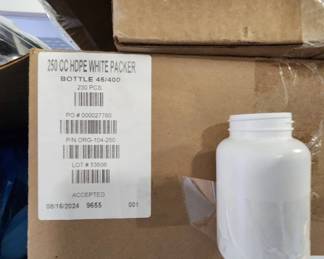 250 CC HDPE WHITE PACKER
BOTTLE 45/400
230 PCS
PO # 000027760
P/N ORG-104-250
LOT # 53698
ACCEPTED
08/16/2024 9655 001